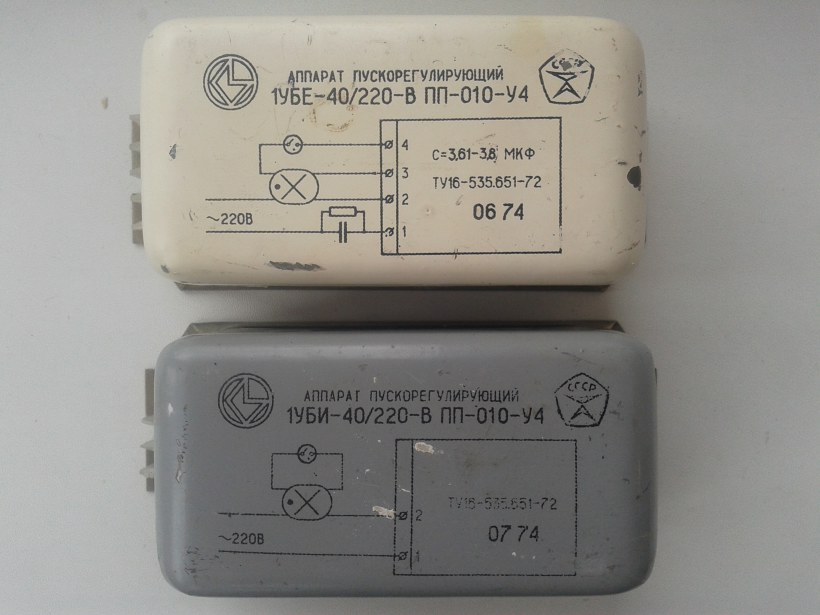 СССР
АППАРАТ ПУСКОРЕГУЛИРУЮЩИЙ
1УБЕ-40/220-В ПП-010-У4
4
С=3,61-3,8 МКФ
3
ТУ16-535.651-72
2
06 74
~220В
1
СССР
АППАРАТ ПУСКОРЕГУЛИРУЮЩИЙ
1УБИ-40/220-В ПП-010-У4
ТУ16-535.651-72
2
07 74
~220В
1